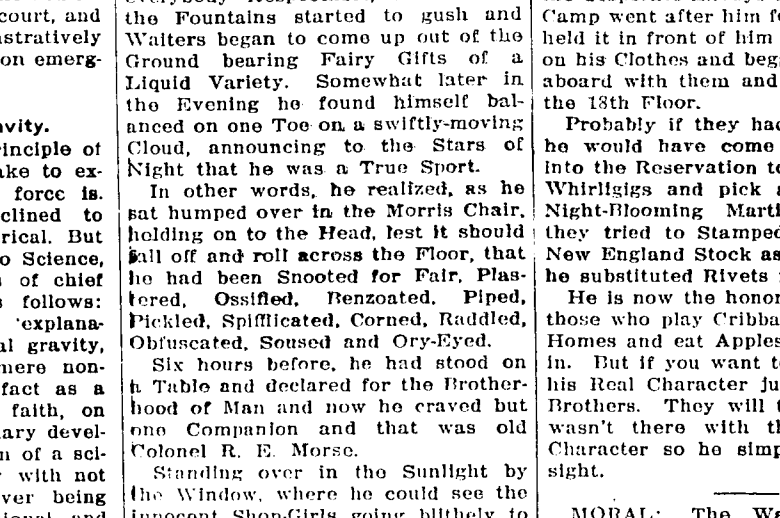 court, and
stratively
on emerg-
avity.
rinciple of
ake to ex-
force is.
clined to
rical. But
o Science,
s of chief
s follows:
'explana-
al gravity,
mere non-
fact as a
faith, on
ary devel-
n of a sci-
with not
ver being
the Fountains started to gush and
Waiters began to come up out of the
Ground bearing Fairy Gifts of a
Liquid Variety. Somewhat later in
the Evening he found himself bal-
anced on one Toe on a swiftly-moving
Cloud, announcing to the Stars of
Night that he was a True Sport.
In other words, he realized, as he
sat humped over in the Morris Chair,
holding on to the Head, lest it should
fall off and roll across the Floor, that
he had been Snooted for Fair, Plas-
tered, Ossified, Benzoated, Piped,
Pickled, Spifflicated, Corned, Raddled,
Obfuscated, Soused and Ory-Eyed.
Six hours before, he had stood on
a Table and declared for the Brother-
hood of Man and now he craved but
one Companion and that was old
Colonel R. E. Morse.
Standing over in the Sunlight by
the Window, where he could see the
innocent Shop-Girls going blithely to
Camp went after him f
held it in front of him
on his Clothes and beg
aboard with them and
the 13th Floor.
Probably if they had
he would have come
into the Reservation to
Whirligigs and pick
Night-Blooming Marti
they tried to Stamped
New England Stock as
he substituted Rivets
He is now the honor
those who play Cribba
Homes and eat Apples
in. But if you want t
his Real Character ju
Brothers. They will t
wasn't there with th
Character so he simp
sight.
MORAL: The Wa